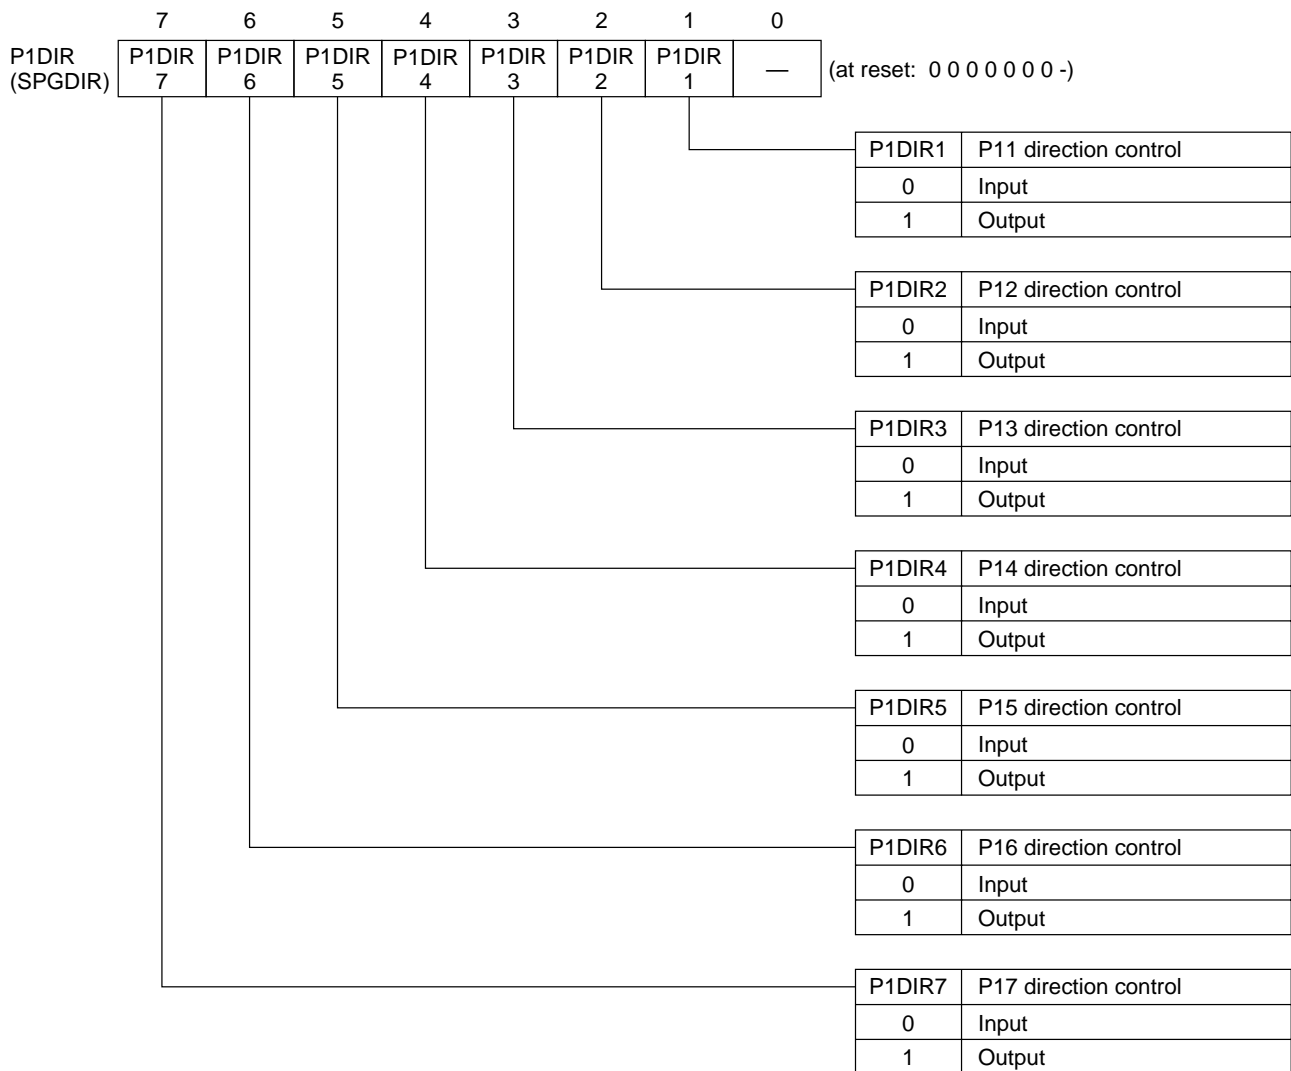 7 6 5 4 3 2 1 0
P1DIR (SPGDIR) P1DIR 7 P1DIR 6 P1DIR 5 P1DIR 4 P1DIR 3 P1DIR 2 P1DIR 1 — (at reset: 0 0 0 0 0 0 0 -)
P1DIR1 P11 direction control
0 Input
1 Output
P1DIR2 P12 direction control
0 Input
1 Output
P1DIR3 P13 direction control
0 Input
1 Output
P1DIR4 P14 direction control
0 Input
1 Output
P1DIR5 P15 direction control
0 Input
1 Output
P1DIR6 P16 direction control
0 Input
1 Output
P1DIR7 P17 direction control
0 Input
1 Output